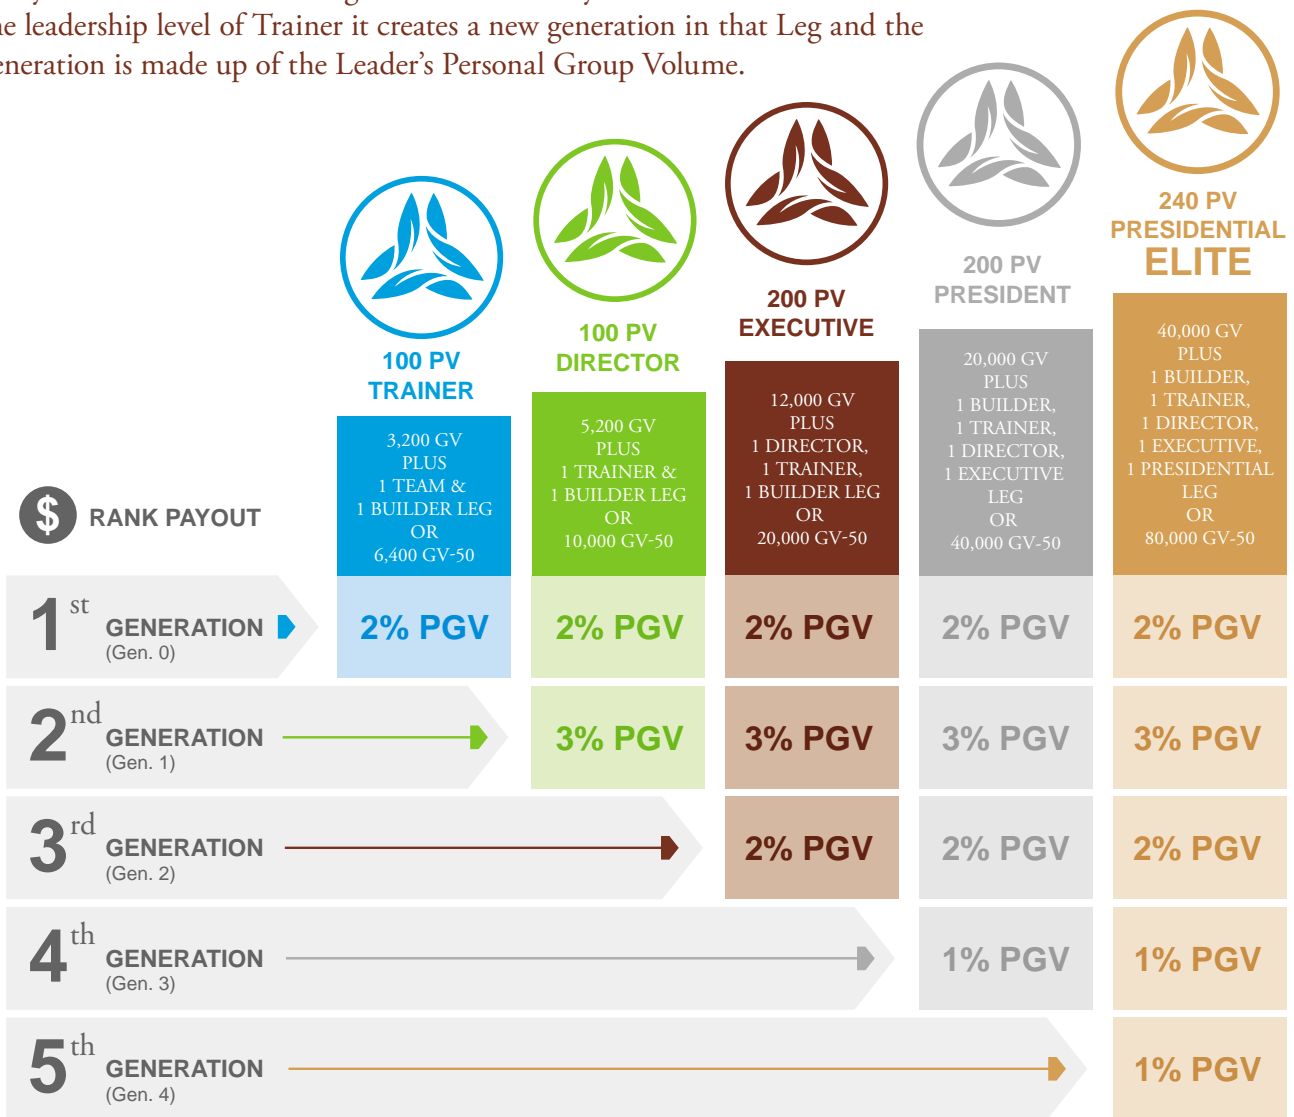 he leadership level of Trainer it creates a new generation in that Leg and the
eneration is made up of the Leader's Personal Group Volume.
240 PV
PRESIDENTIAL
ELITE
200 PV
PRESIDENT
200 PV
EXECUTIVE
100 PV
DIRECTOR
100 PV
TRAINER
3,200 GV
PLUS
1 TEAM &
1 BUILDER LEG
OR
6,400 GV-50
5,200 GV
PLUS
1 TRAINER &
1 BUILDER LEG
OR
10,000 GV-50
12,000 GV
PLUS
1 DIRECTOR,
1 TRAINER,
1 BUILDER LEG
OR
20,000 GV-50
20,000 GV
PLUS
1 BUILDER,
1 TRAINER,
1 DIRECTOR,
1 EXECUTIVE
LEG
OR
40,000 GV-50
40,000 GV
PLUS
1 BUILDER,
1 TRAINER,
1 DIRECTOR,
1 EXECUTIVE,
1 PRESIDENTIAL
LEG
OR
80,000 GV-50
$ RANK PAYOUT
1st GENERATION
(Gen. 0)
2% PGV
2% PGV
2% PGV
2% PGV
2% PGV
2nd GENERATION
(Gen. 1)
3% PGV
3% PGV
3% PGV
3% PGV
3rd GENERATION
(Gen. 2)
2% PGV
2% PGV
2% PGV
4th GENERATION
(Gen. 3)
1% PGV
1% PGV
5th GENERATION
(Gen. 4)
1% PGV